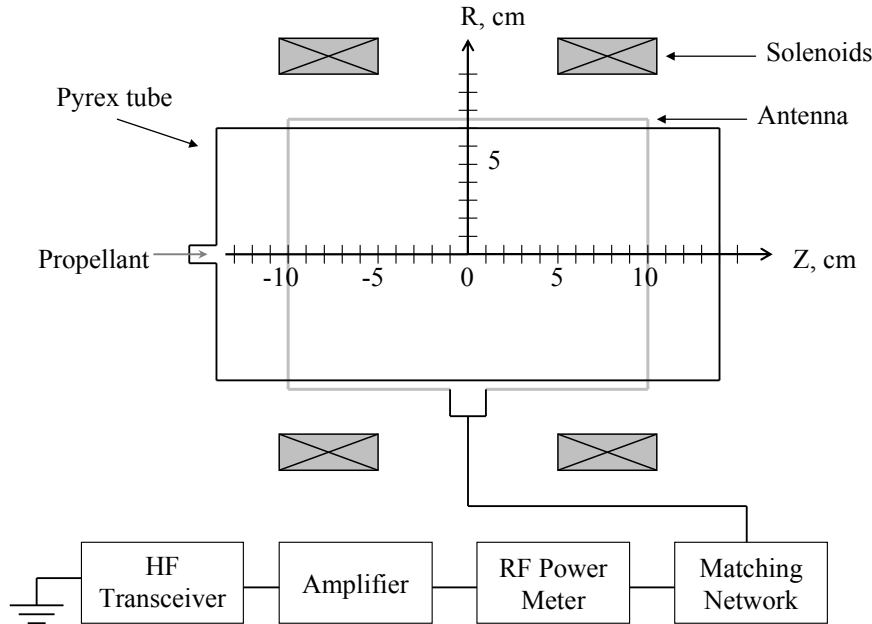 R, cm
Solenoids
Pyrex tube
Antenna
5
Propellant
-10
-5
0
5
10
Z, cm
HF
Transceiver
Amplifier
RF Power
Meter
Matching
Network